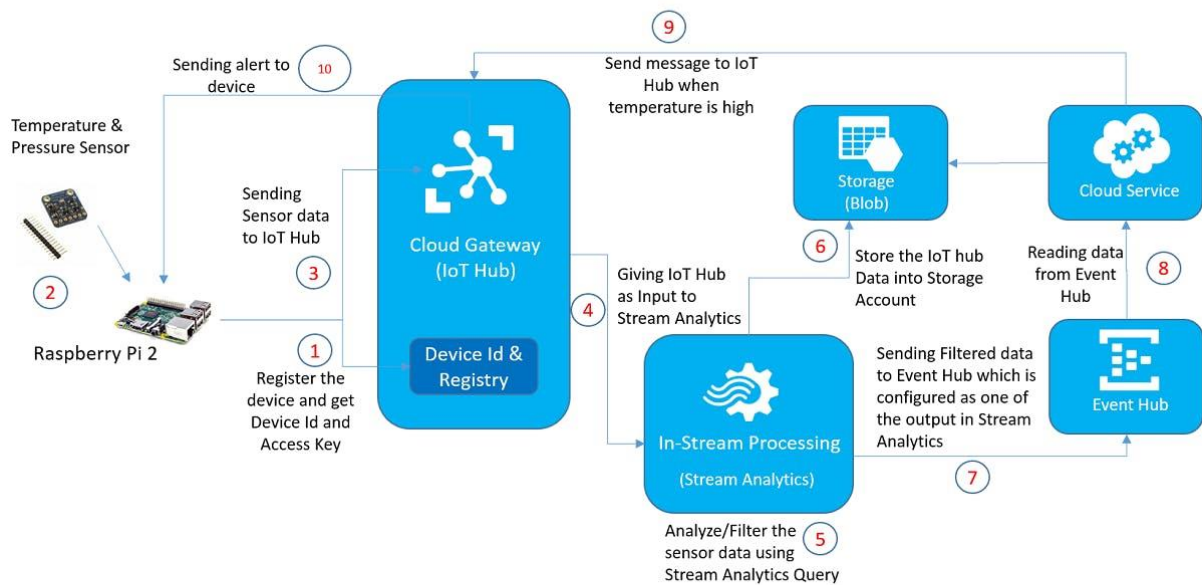 9
Sending alert to
device
10
Send message to IoT
Hub when
temperature is high
Temperature &
Pressure Sensor
2
Raspberry Pi 2
Sending
Sensor data
to IoT Hub
3
1
Register the
device and get
Device Id and
Access Key
Cloud Gateway
(IoT Hub)
Device Id &
Registry
4
Giving IoT Hub
as Input to
Stream Analytics
In-Stream Processing
(Stream Analytics)
Analyze/Filter the
sensor data using
Stream Analytics Query
5
Storage
(Blob)
6
Store the IoT hub
Data into Storage
Account
Sending Filtered data
to Event Hub which is
configured as one of
the output in Stream
Analytics
7
Event Hub
Reading data
from Event
Hub
8
Cloud Service